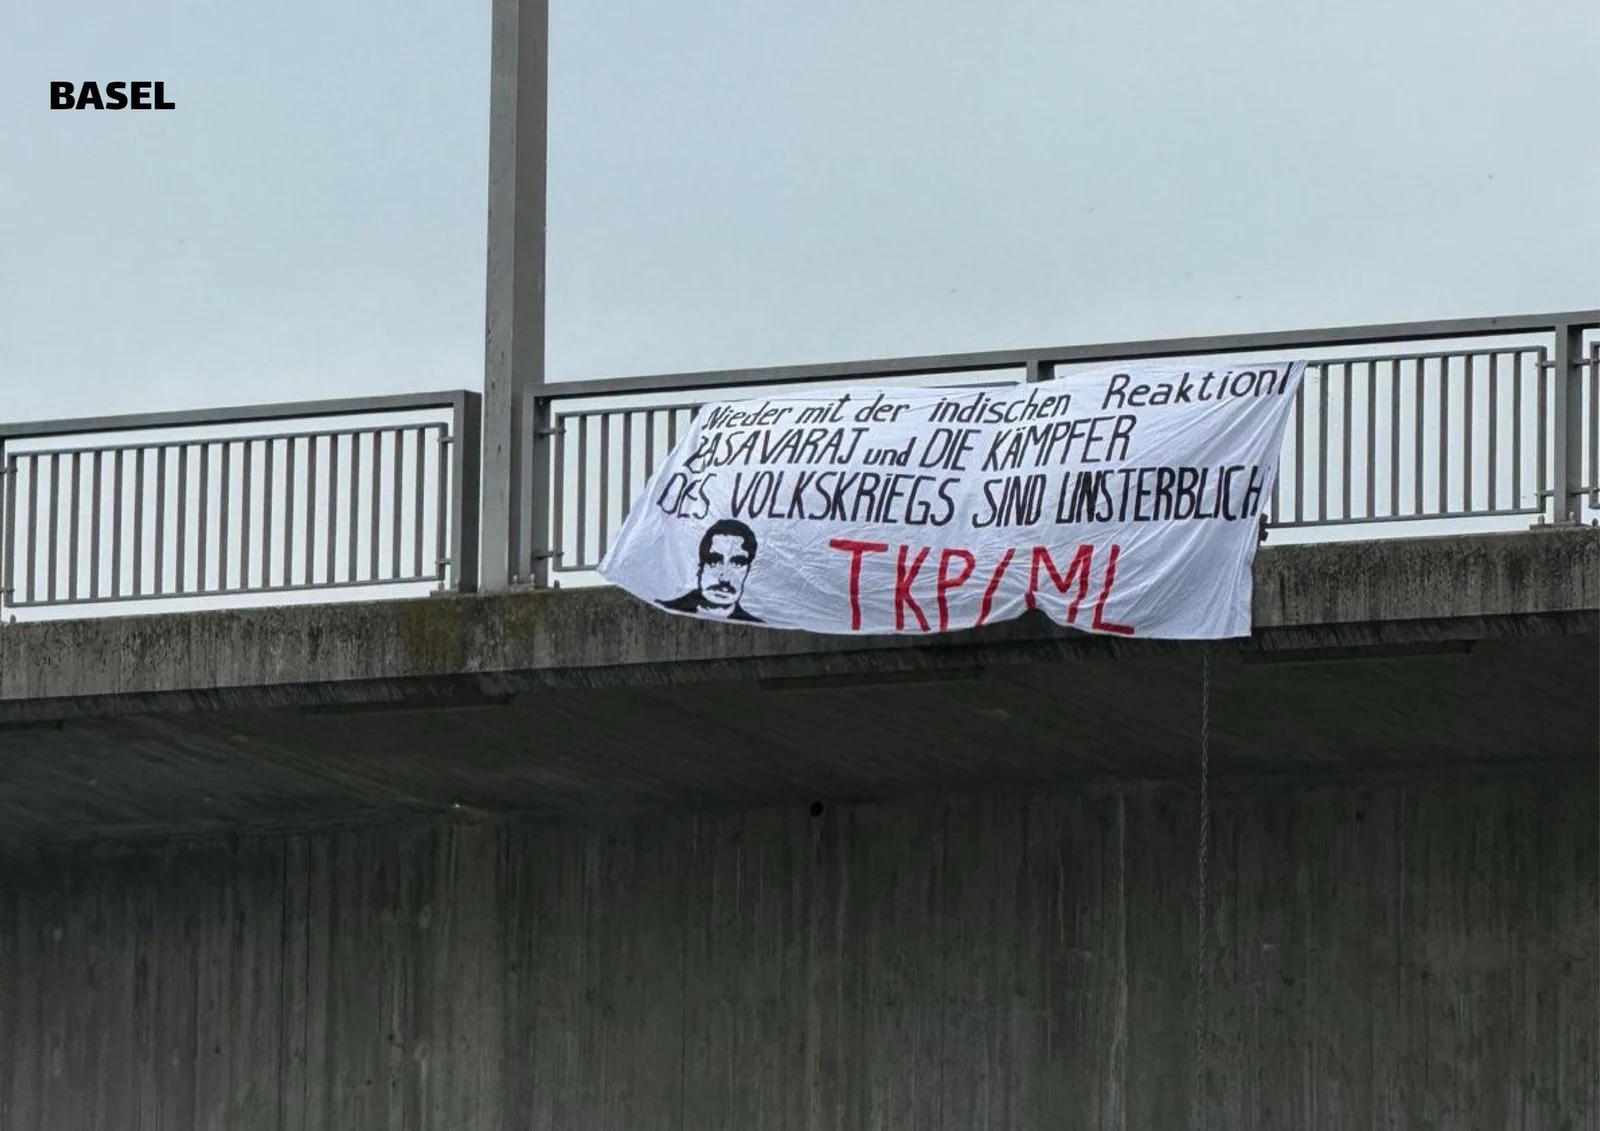 BASEL
Nieder mit der indischen Reaktion!
BASAVARAJ und DIE KÄMPFER
DES VOLKSKRIEGS SIND UNSTERBLICH
TKP/ML